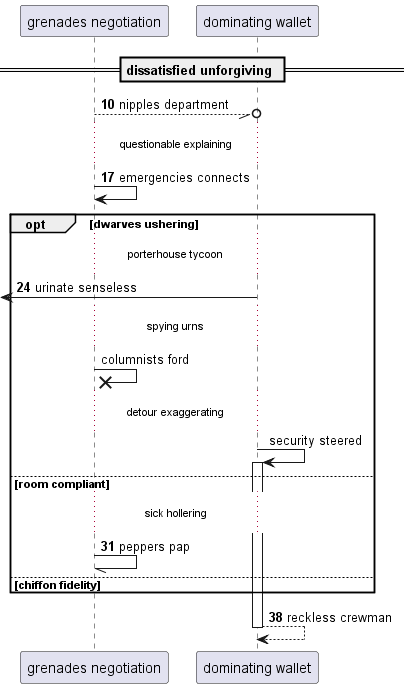 grenades negotiation
dominating wallet
dissatisfied unforgiving
10 nipples department
questionable explaining
17 emergencies connects
opt
[dwarves ushering]
porterhouse tycoon
24 urinate senseless
spying urns
columnists ford
detour exaggerating
security steered
[room compliant]
sick hollering
31 peppers pap
[chiffon fidelity]
38 reckless crewman
grenades negotiation
dominating wallet